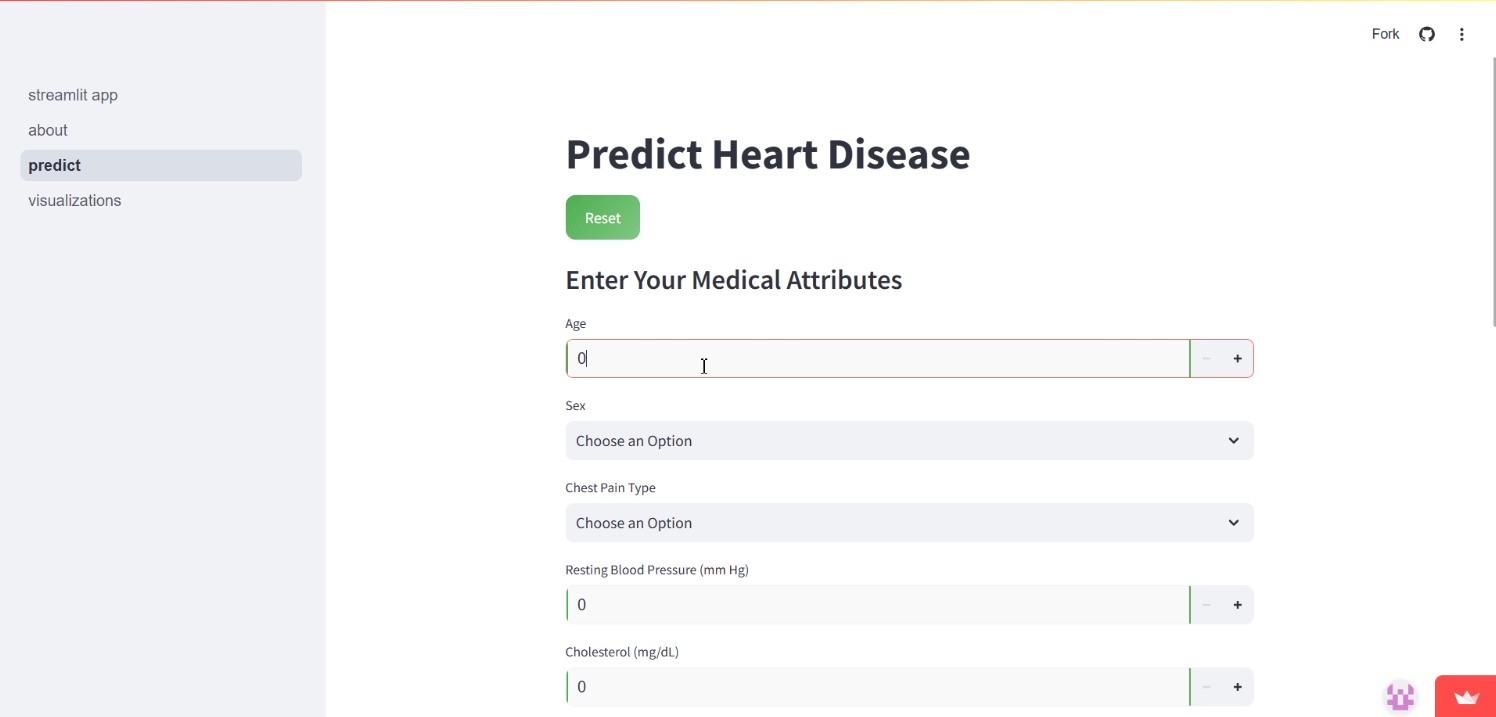 Fork
streamlit app
about
predict
visualizations
Predict Heart Disease
Reset
Enter Your Medical Attributes
Age
0
Sex
Choose an Option
Chest Pain Type
Choose an Option
Resting Blood Pressure (mm Hg)
0
Cholesterol (mg/dL)
0